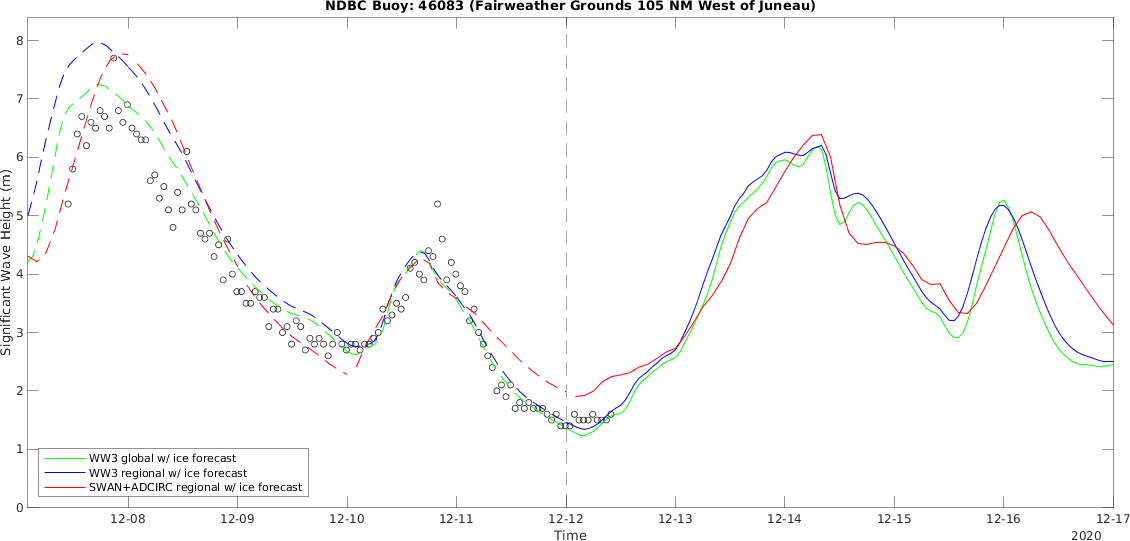 NDBC Buoy: 46083 (Fairweather Grounds 105 NM West of Juneau)
Significant Wave Height (m)
8
7
6
5
4
3
2
1
0
WW3 global w/ ice forecast
WW3 regional w/ ice forecast
SWAN+ADCIRC regional w/ ice forecast
12-08 12-09 12-10 12-11 12-12 12-13 12-14 12-15 12-16 12-17
Time
2020